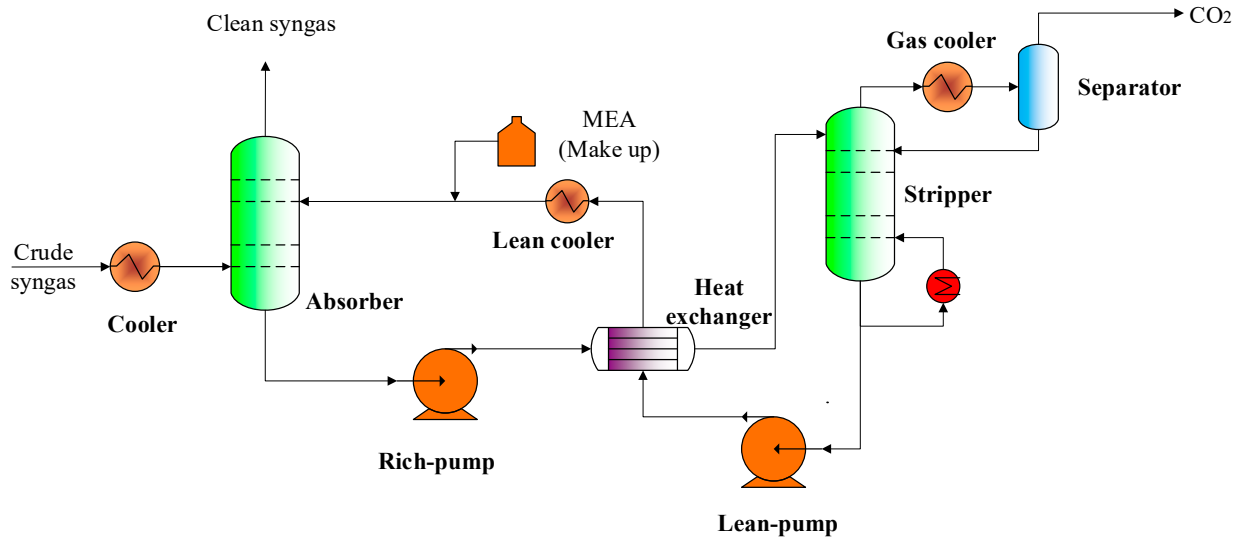 Clean syngas
CO2
Gas cooler
Separator
MEA
(Make up)
Stripper
Lean cooler
Crude
syngas
Absorber
Cooler
Heat
exchanger
Rich-pump
Lean-pump